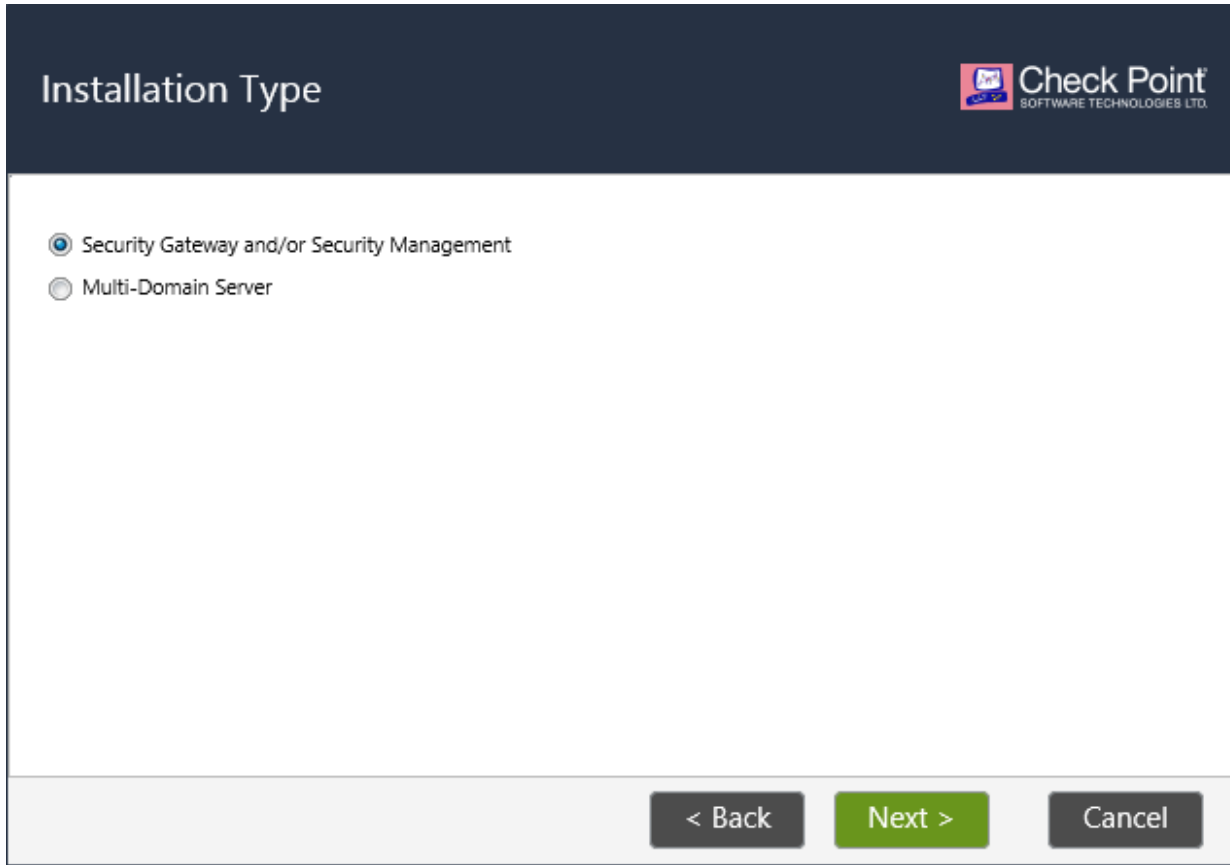 Installation Type
Check Point
SOFTWARE TECHNOLOGIES LTD.
Security Gateway and/or Security Management
Multi-Domain Server
< Back
Next >
Cancel